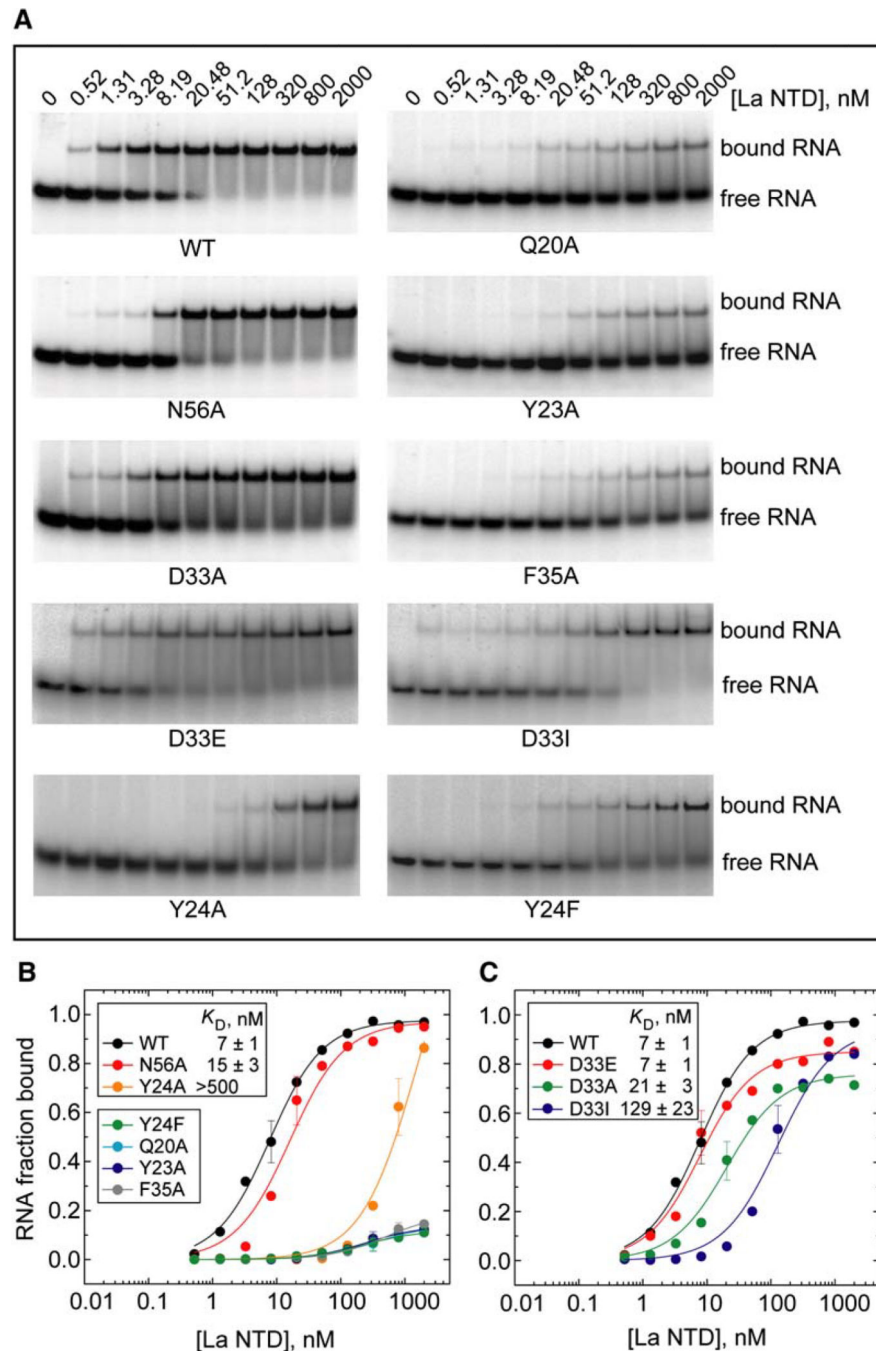 A
0 0.52 1.31 3.28 8.19 20.48 51.2 128 320 800 2000
0 0.52 1.31 3.28 8.19 20.48 51.2 128 320 800 2000 [La NTD], nM
bound RNA
free RNA
WT
Q20A
bound RNA
free RNA
N56A
Y23A
bound RNA
free RNA
D33A
F35A
bound RNA
free RNA
D33E
D33I
bound RNA
free RNA
Y24A
Y24F
B
RNA fraction bound
1.0
0.8
0.6
0.4
0.2
0.0
KD, nM
WT 7 ± 1
N56A 15 ± 3
Y24A >500
Y24F
Q20A
Y23A
F35A
0.01 0.1 1 10 100 1000
[La NTD], nM
C
1.0
0.8
0.6
0.4
0.2
0.0
KD, nM
WT 7 ± 1
D33E 7 ± 1
D33A 21 ± 3
D33I 129 ± 23
0.01 0.1 1 10 100 1000
[La NTD], nM